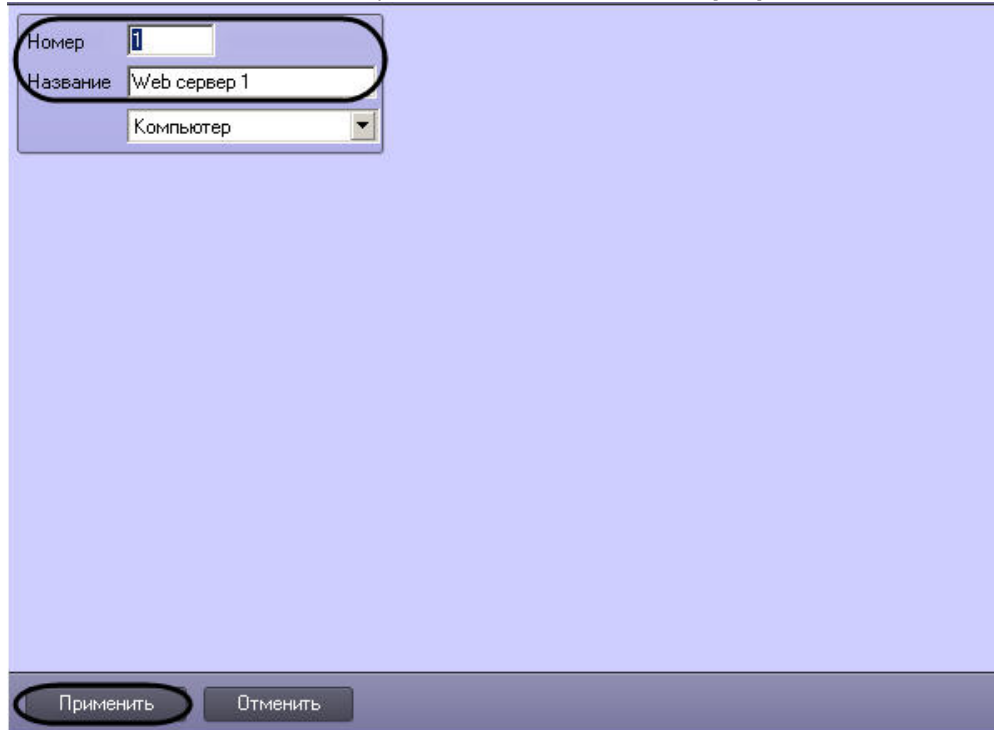 Номер 1
Название Web сервер 1
Компьютер
Применить Отменить